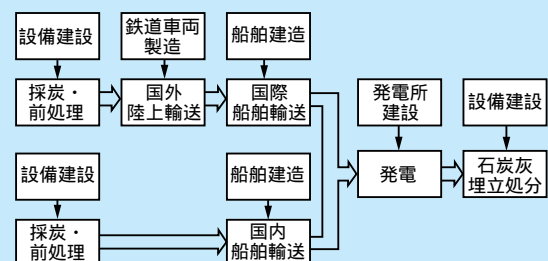 設備建設
鉄道車両
製造
船舶建造
採炭・
前処理
国外
陸上輸送
国際
船舶輸送
発電所
建設
設備建設
設備建設
船舶建造
発電
石炭灰
埋立処分
採炭・
前処理
国内
船舶輸送